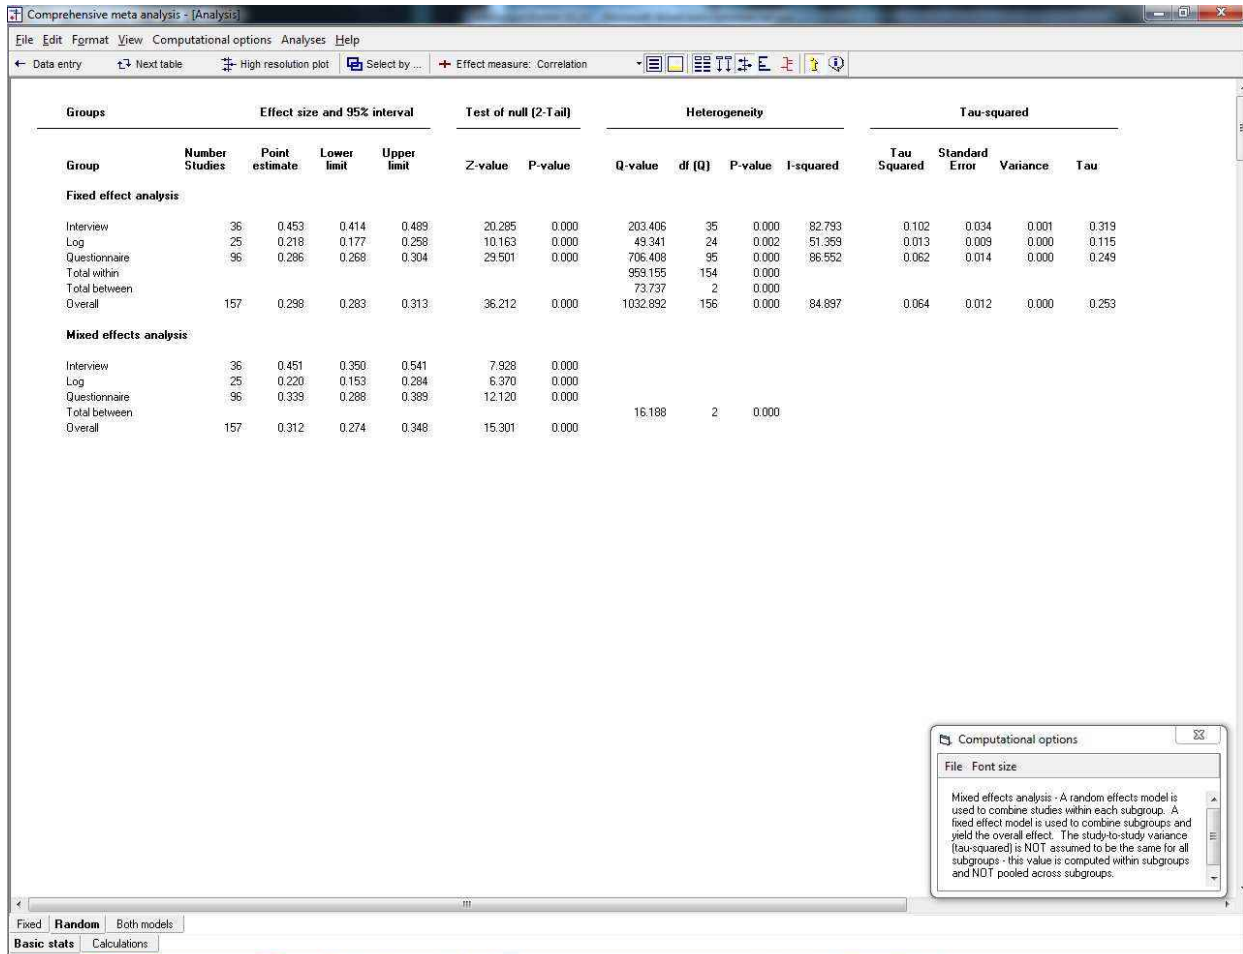 Comprehensive meta analysis - [Analysis]
File Edit Format View Computational options Analyses Help
Data entry Next table High resolution plot Select by ... Effect measure: Correlation
Groups Effect size and 95% interval Test of null (2-Tail) Heterogeneity Tau-squared
Group Number Studies Point estimate Lower limit Upper limit Z-value P-value Q-value df (Q) P-value I-squared Tau Squared Standard Error Variance Tau
Fixed effect analysis
Interview 36 0.453 0.414 0.489 20.285 0.000 203.406 35 0.000 82.793 0.102 0.034 0.001 0.319
Log 25 0.218 0.177 0.258 10.163 0.000 49.341 24 0.002 51.359 0.013 0.009 0.000 0.115
Questionnaire 96 0.286 0.268 0.304 29.501 0.000 706.408 95 0.000 86.552 0.062 0.014 0.000 0.249
Total within 959.155 154 0.000
Total between 73.737 2 0.000
Overall 157 0.298 0.283 0.313 36.212 0.000 1032.892 156 0.000 84.897 0.064 0.012 0.000 0.253
Mixed effects analysis
Interview 36 0.451 0.350 0.541 7.928 0.000
Log 25 0.220 0.153 0.284 6.370 0.000
Questionnaire 96 0.339 0.288 0.389 12.120 0.000
Total between 16.188 2 0.000
Overall 157 0.312 0.274 0.348 15.301 0.000
Computational options
File Font size
Mixed effects analysis - A random effects model is
used to combine studies within each subgroup. A
fixed effect model is used to combine subgroups and
yield the overall effect. The study-to-study variance
(tau-squared) is NOT assumed to be the same for all
subgroups - this value is computed within subgroups
and NOT pooled across subgroups.
Fixed Random Both models
Basic stats Calculations